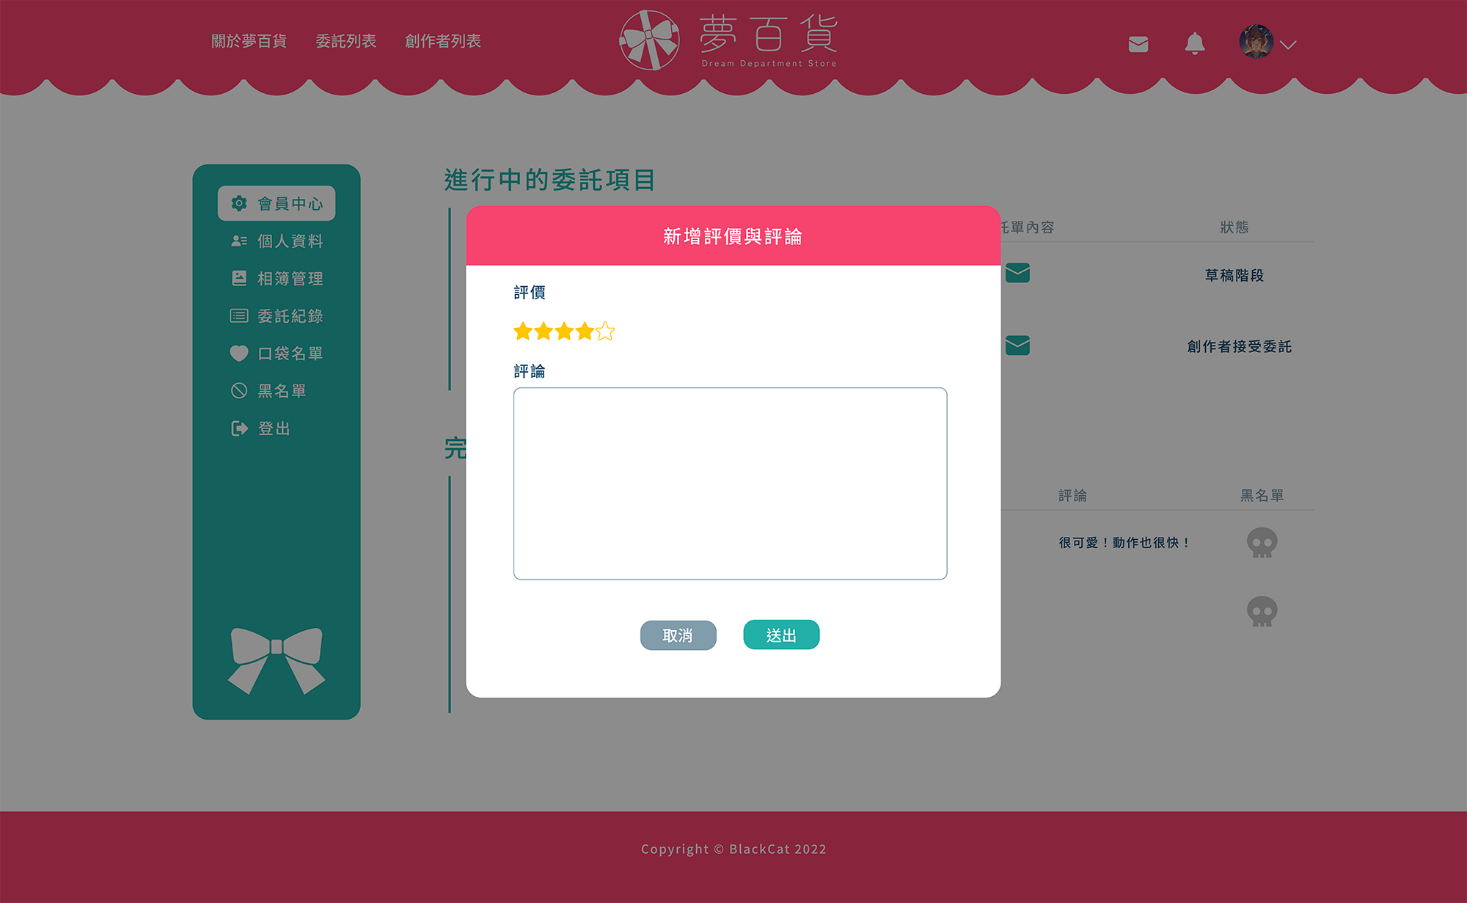 關於夢百貨
委託列表
創作者列表
夢百貨
Dream Department Store
會員中心
個人資料
相簿管理
委託紀錄
口袋名單
黑名單
登出
進行中的委託項目
託單內容
狀態
草稿階段
創作者接受委託
新增評價與評論
評價
評論
取消
送出
完
評論
黑名單
很可愛！動作也很快！
Copyright © BlackCat 2022